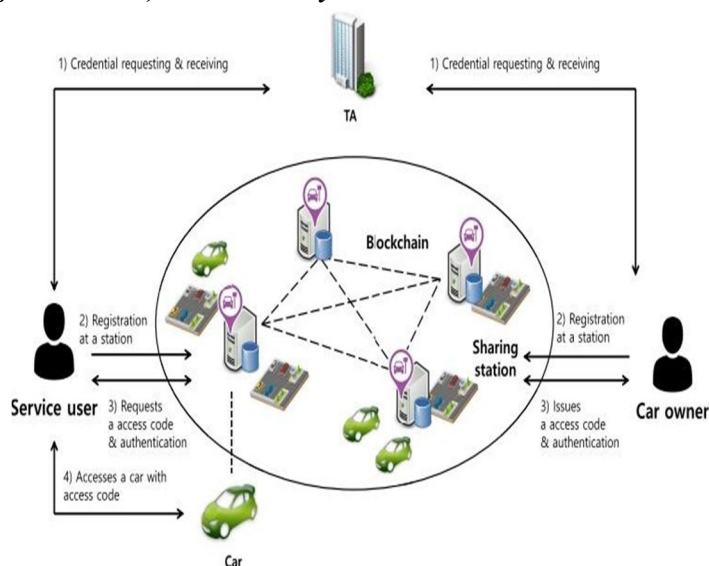 1) Credential requesting & receiving
1) Credential requesting & receiving
TA
Blockchain
2) Registration
at a station
2) Registration
at a station
Sharing
station
Service user
3) Requests
a access code
& authentication
3) Issues
a access code
& authentication
Car owner
4) Accesses a car with
access code
Car